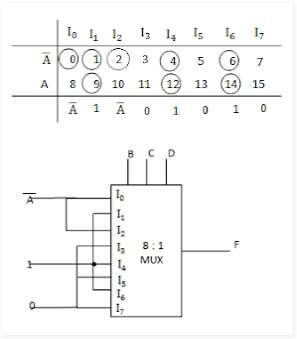 I₀ I₁ I₂ I₃ I₄ I₅ I₆ I₇
A̅ 0 1 2 3 4 5 6 7
A 8 9 10 11 12 13 14 15
A̅ 1 A̅ 0 1 0 1 0
B C D
A̅ I₀
I₁
I₂
I₃
1 I₄ 8 : 1
MUX F
I₅
I₆
0 I₇